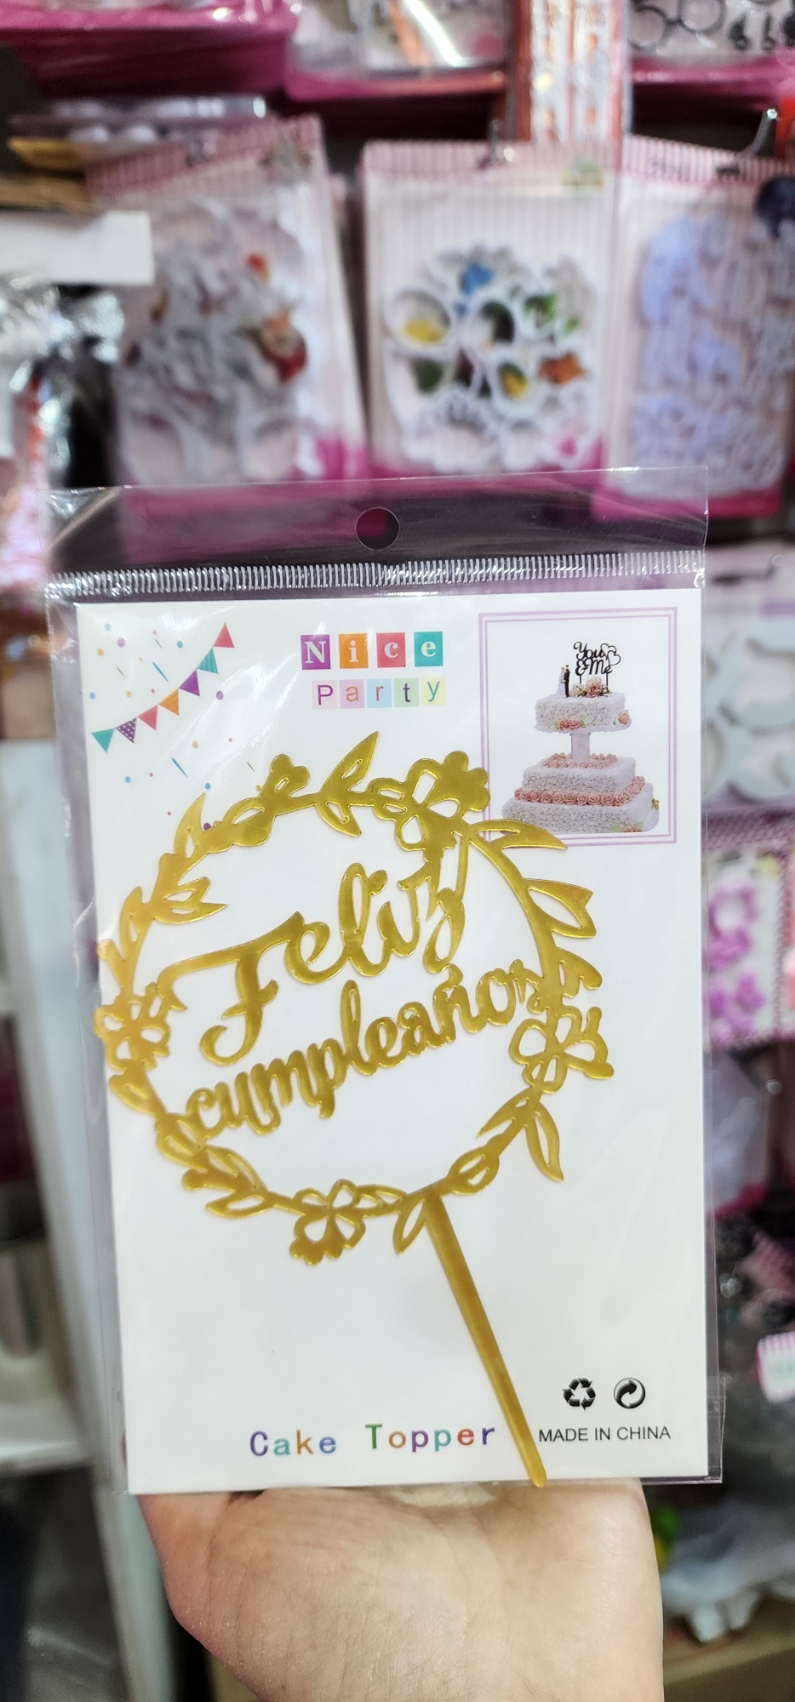 Nice
Party
You
& Me
Feliz
cumpleaños
Cake Topper
MADE IN CHINA